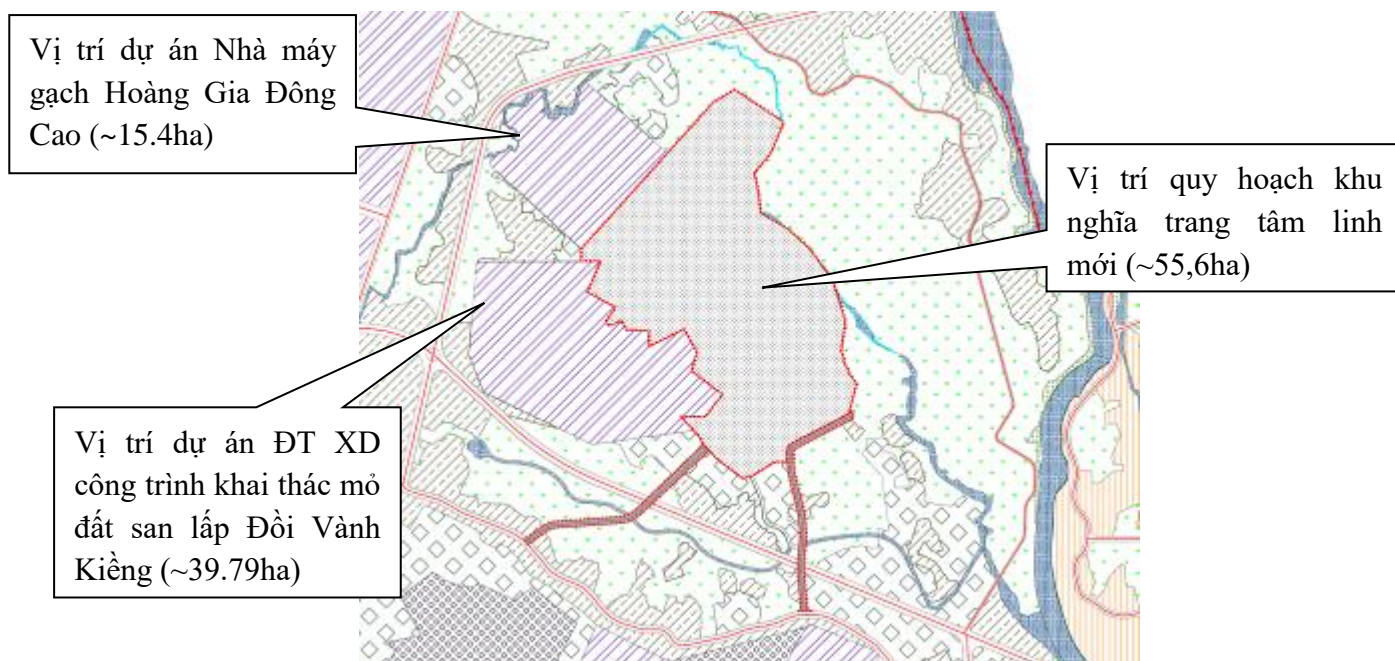 Vị trí dự án Nhà máy
gạch Hoàng Gia Đông
Cao (~15.4ha)
Vị trí quy hoạch khu
nghĩa trang tâm linh
mới (~55,6ha)
Vị trí dự án ĐT XD
công trình khai thác mỏ
đất san lấp Đồi Vành
Kiềng (~39.79ha)